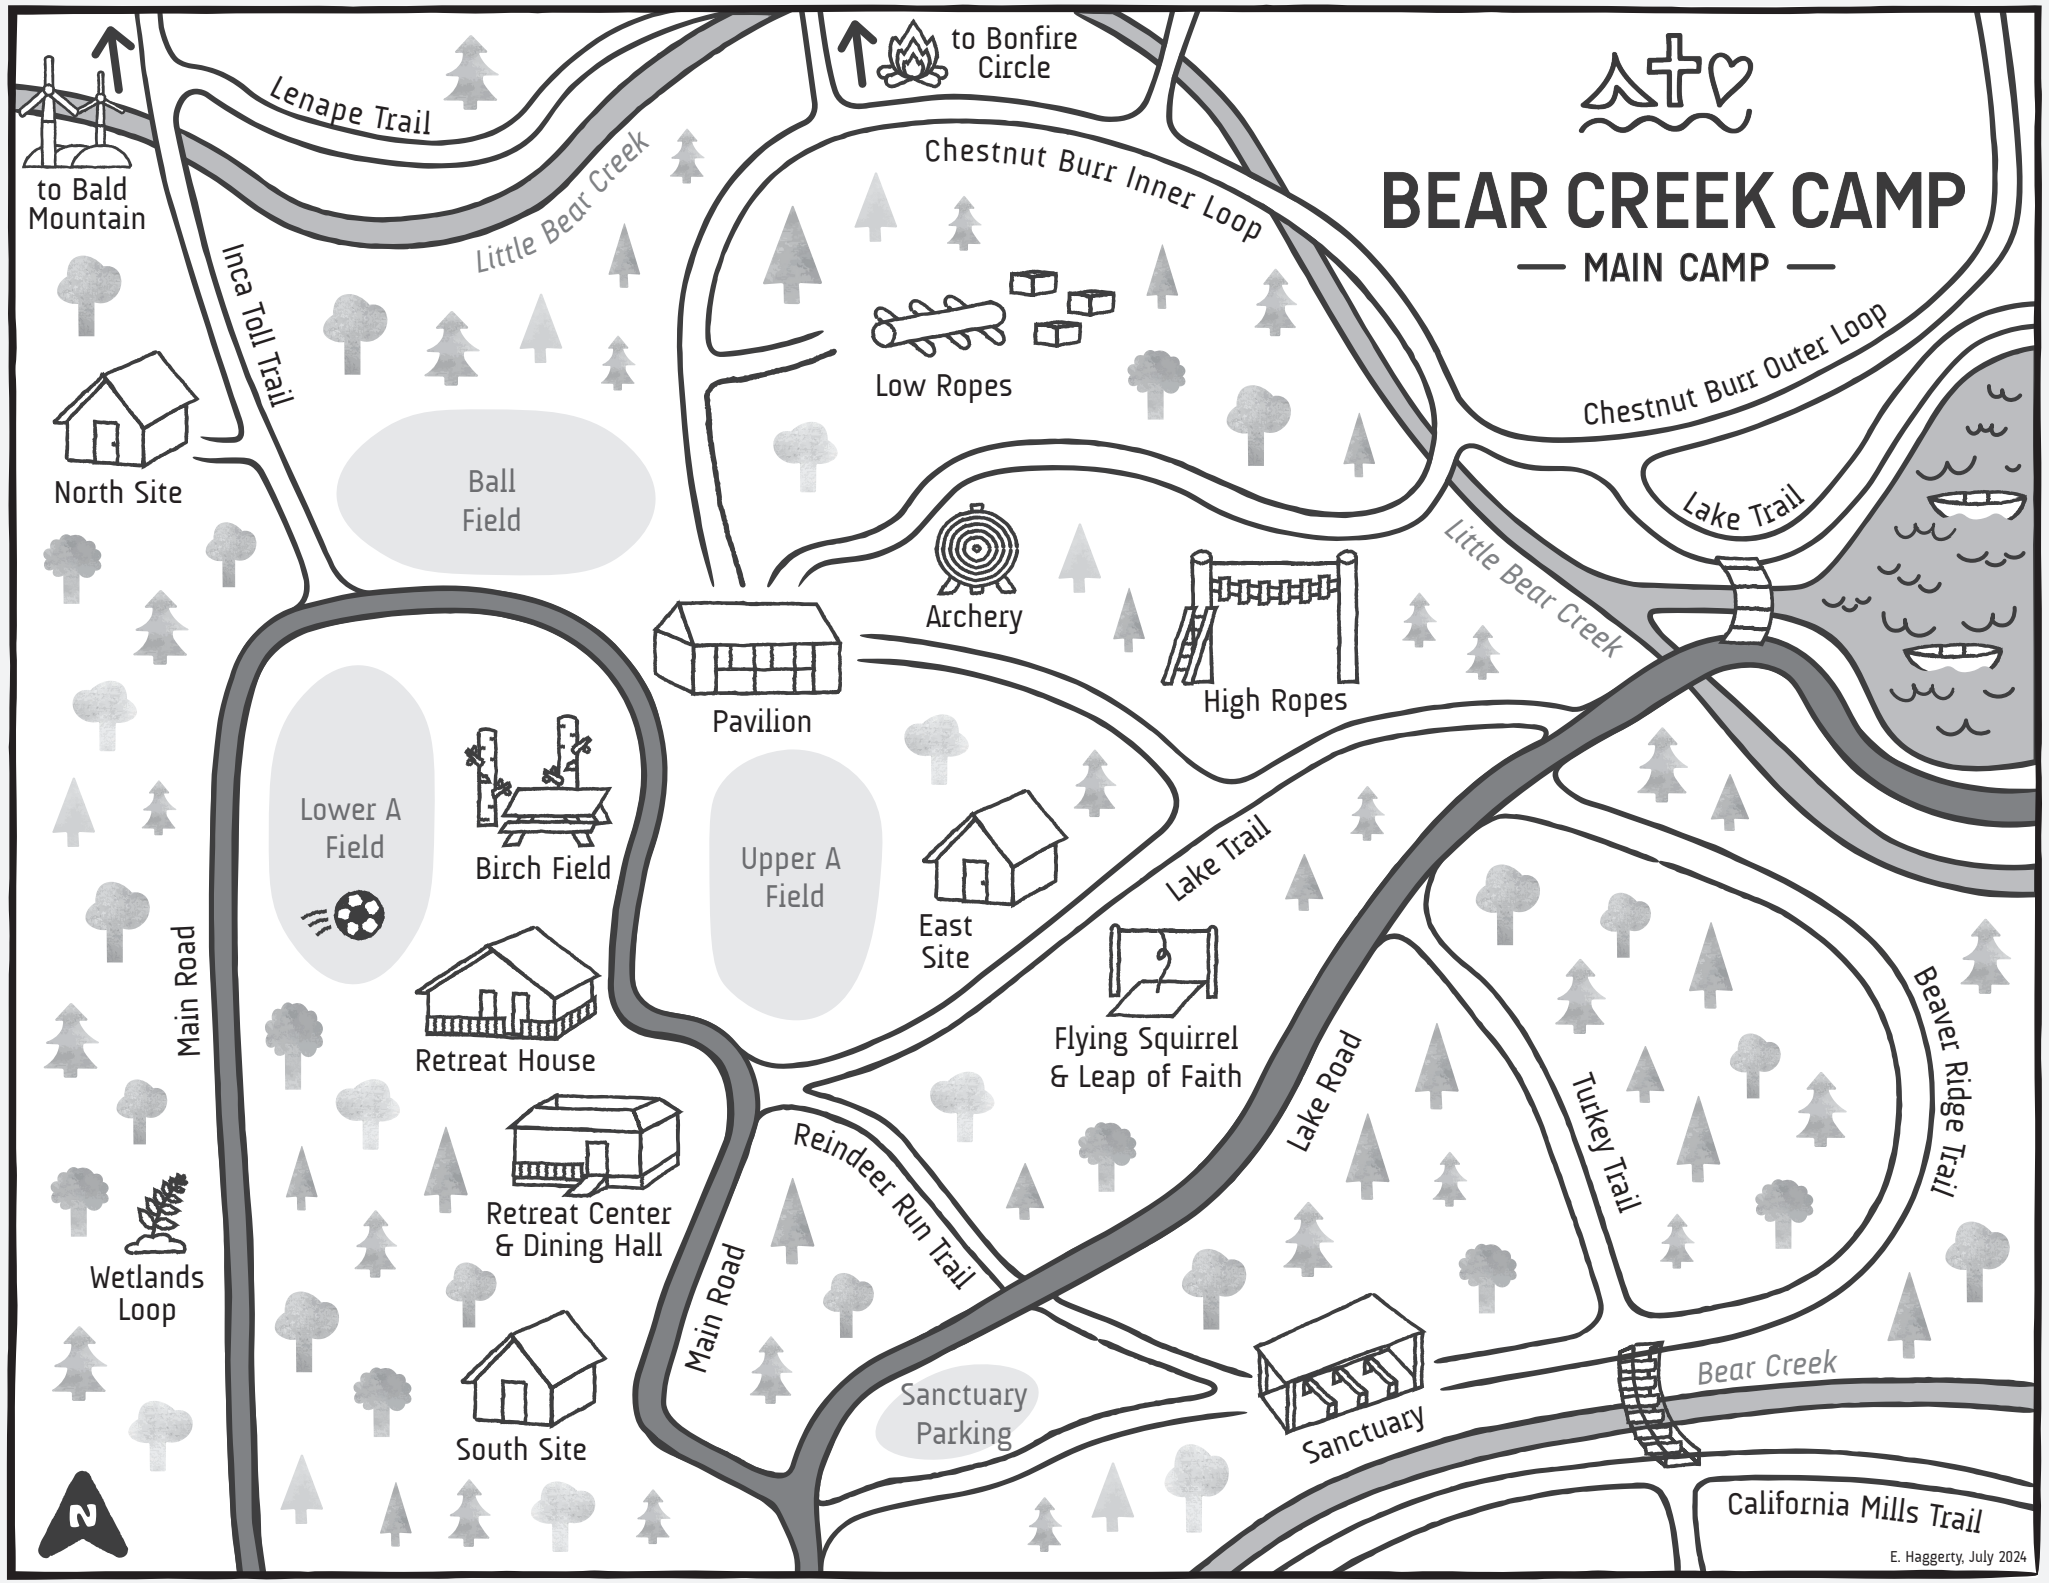 to Bonfire
Circle
Lenape Trail
to Bald
Mountain
Little Bear Creek
Chestnut Burr Inner Loop
BEAR CREEK CAMP
MAIN CAMP
Inca Toll Trail
Chestnut Burr Outer Loop
Low Ropes
North Site
Ball
Field
Lake Trail
Archery
Little Bear Creek
High Ropes
Pavilion
Lower A
Field
Birch Field
Upper A
Field
Lake Trail
East
Site
Main Road
Retreat House
Flying Squirrel
& Leap of Faith
Lake Road
Turkey Trail
Beaver Ridge Trail
Reindeer Run Trail
Retreat Center
& Dining Hall
Wetlands
Loop
Main Road
South Site
Sanctuary
Parking
Sanctuary
Bear Creek
California Mills Trail
N
E. Haggerty, July 2024